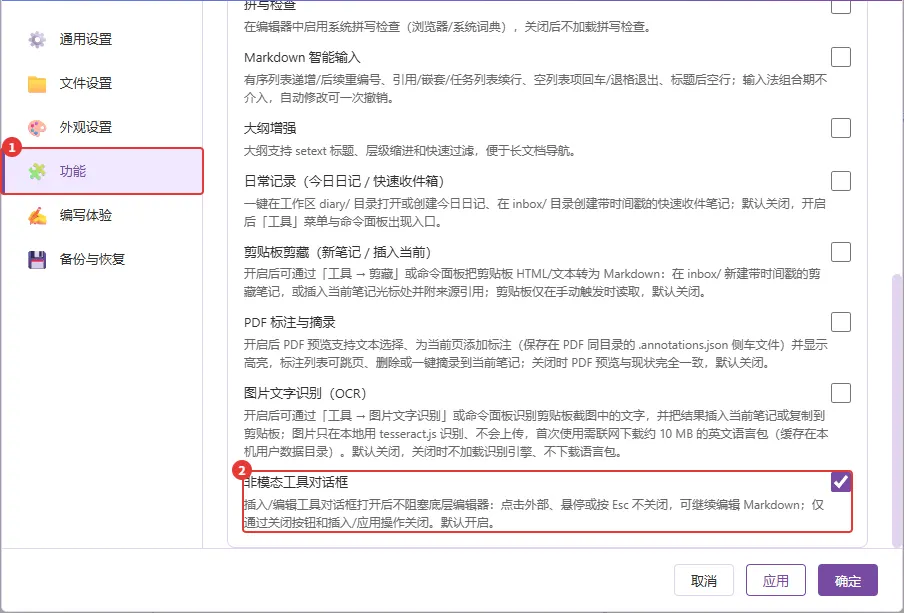 拼写检查
在编辑器中启用系统拼写检查（浏览器/系统词典），关闭后不加载拼写检查。
通用设置
Markdown 智能输入
文件设置
有序列表递增/后续重编号、引用/嵌套/任务列表续行、空列表项回车/退格退出、标题后空行；输入法组合期不
介入，自动修改可一次撤销。
外观设置
大纲增强
1
大纲支持 setext 标题、层级缩进和快速过滤，便于长文档导航。
功能
日常记录（今日日记 / 快速收件箱）
一键在工作区 diary/ 目录打开或创建今日日记、在 inbox/ 目录创建带时间戳的快速收件笔记；默认关闭，开启
后「工具」菜单与命令面板出现入口。
编写体验
剪贴板剪藏（新笔记 / 插入当前）
备份与恢复
开启后可通过「工具 → 剪藏」或命令面板把剪贴板 HTML/文本转为 Markdown：在 inbox/ 新建带时间戳的剪
藏笔记，或插入当前笔记光标处并附来源引用；剪贴板仅在手动触发时读取，默认关闭。
PDF 标注与摘录
开启后 PDF 预览支持文本选择、为当前页添加标注（保存在 PDF 同目录的 .annotations.json 侧车文件）并显示
高亮，标注列表可跳页、删除或一键摘录到当前笔记；关闭时 PDF 预览与现状完全一致，默认关闭。
图片文字识别（OCR）
开启后可通过「工具 → 图片文字识别」或命令面板识别剪贴板截图中的文字，并把结果插入当前笔记或复制到
剪贴板；图片只在本地用 tesseract.js 识别、不会上传，首次使用需联网下载约 10 MB 的英文语言包（缓存在本
机用户数据目录）。默认关闭，关闭时不加载识别引擎、不下载语言包。
2
非模态工具对话框
插入/编辑工具对话框打开后不阻塞底层编辑器：点击外部、悬停或按 Esc 不关闭，可继续编辑 Markdown；仅
通过关闭按钮和插入/应用操作关闭。默认开启。
取消
应用
确定